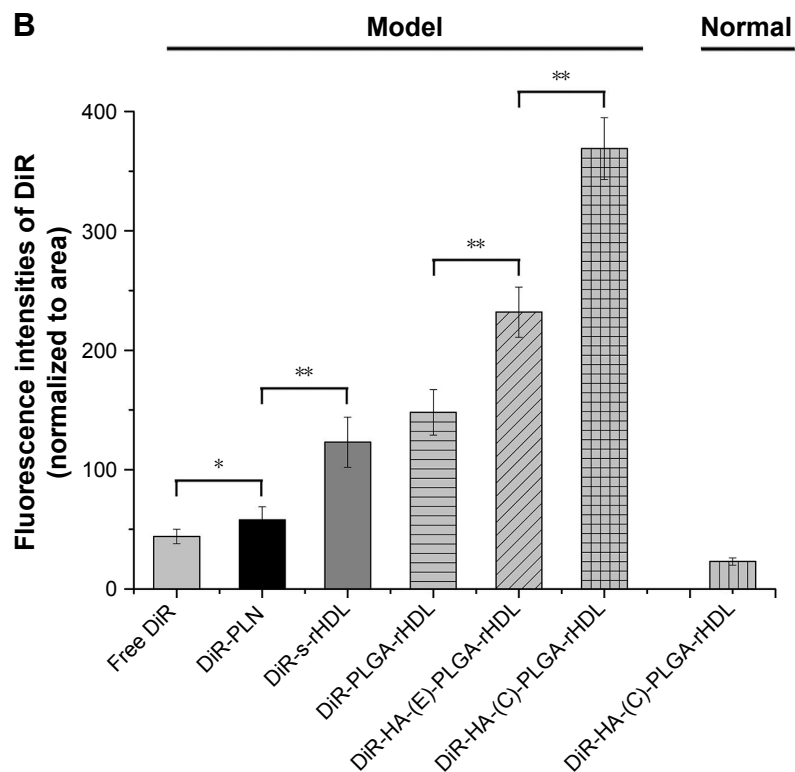 B
Model
Normal
Fluorescence intensities of DiR
(normalized to area)
400
300
200
100
0
*
**
**
**
Free DiR
DiR-PLN
DiR-s-rHDL
DiR-PLGA-rHDL
DiR-HA-(E)-PLGA-rHDL
DiR-HA-(C)-PLGA-rHDL
DiR-HA-(C)-PLGA-rHDL